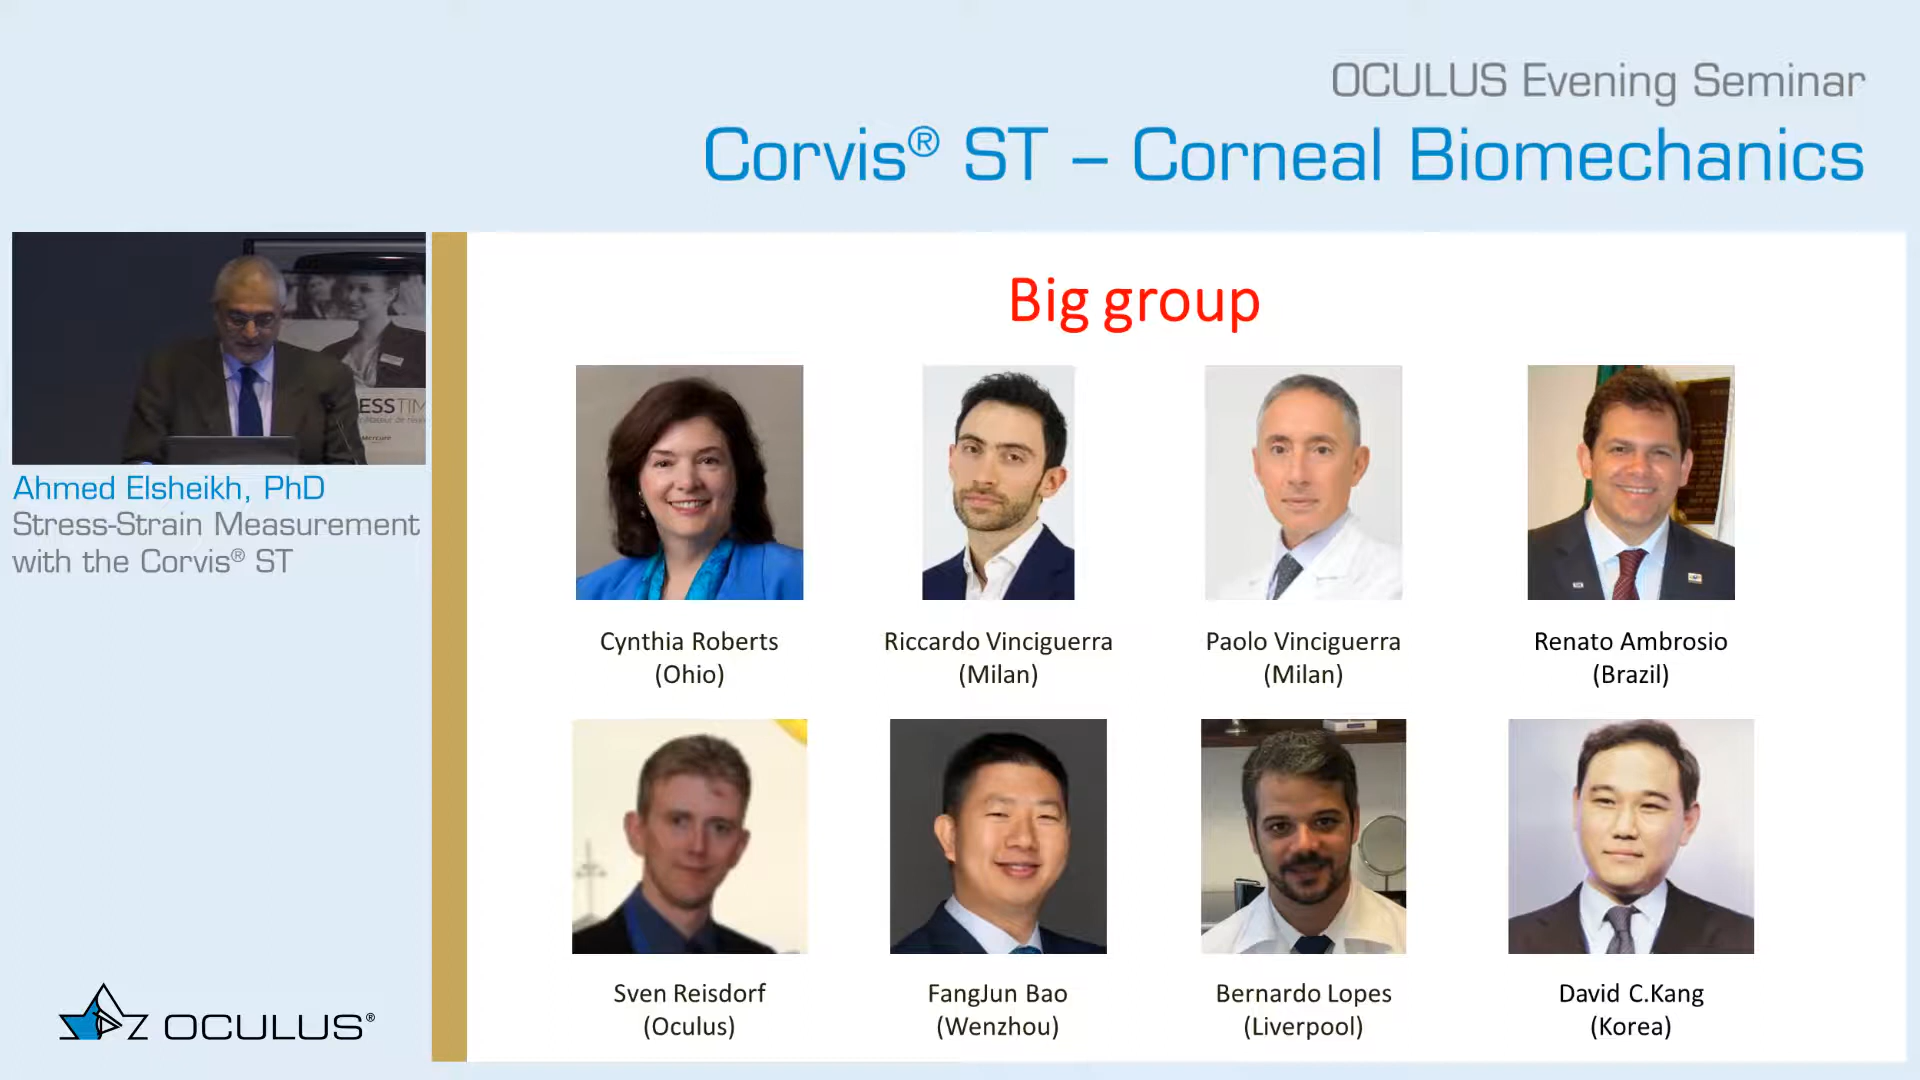 OCULUS Evening Seminar
Corvis® ST – Corneal Biomechanics
ESSTIM
Mercure
Ahmed Elsheikh, PhD
Stress-Strain Measurement
with the Corvis® ST
OCULUS®
Big group
Cynthia Roberts
(Ohio)
Riccardo Vinciguerra
(Milan)
Paolo Vinciguerra
(Milan)
Renato Ambrosio
(Brazil)
Sven Reisdorf
(Oculus)
FangJun Bao
(Wenzhou)
Bernardo Lopes
(Liverpool)
David C.Kang
(Korea)